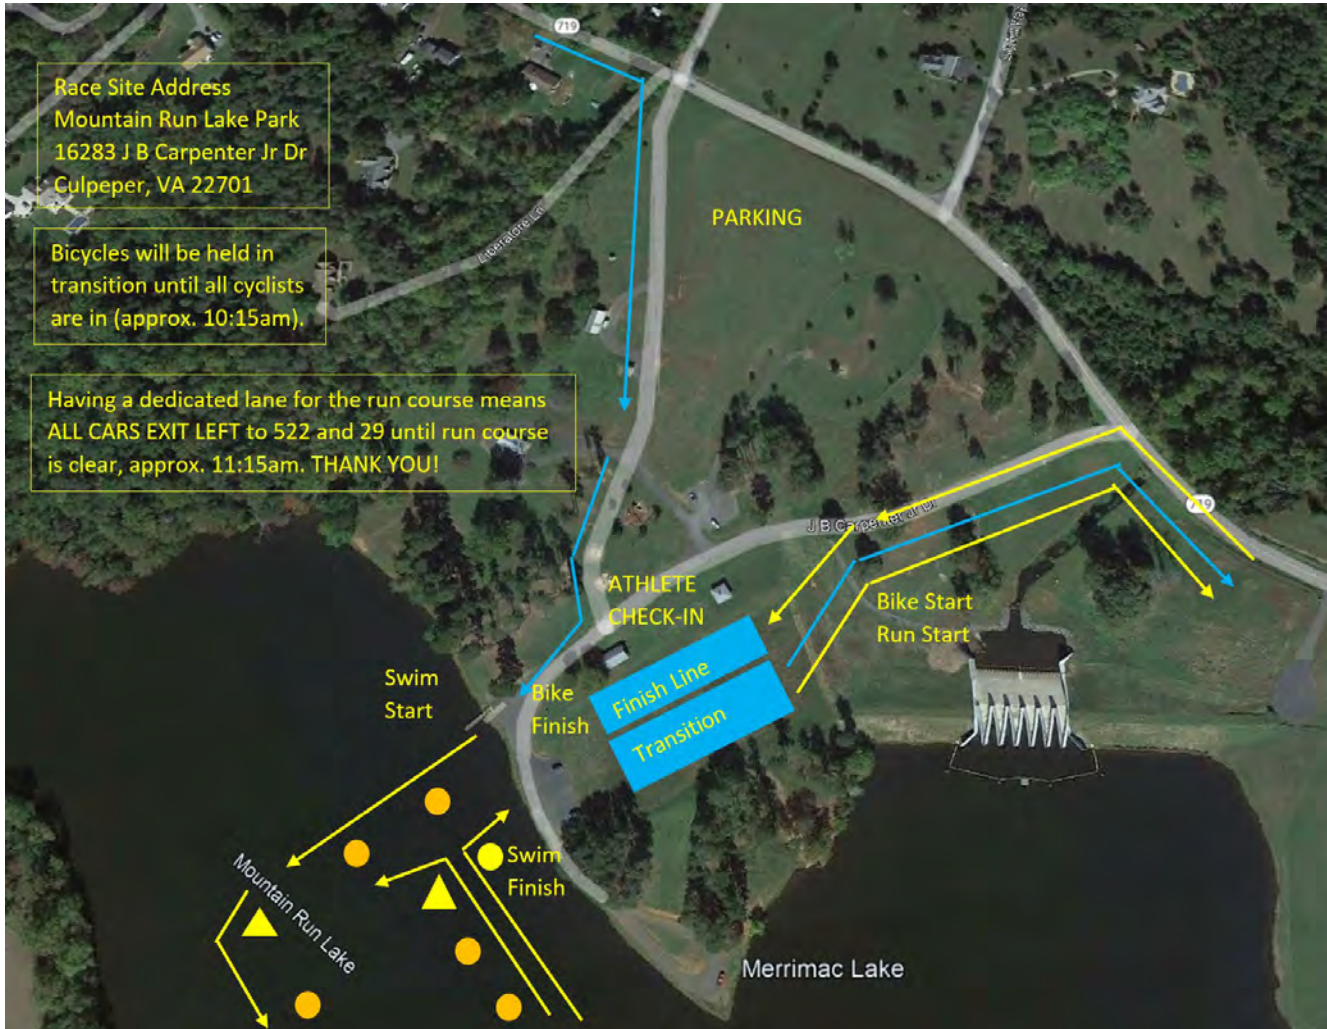 719
Race Site Address
Mountain Run Lake Park
16283 J B Carpenter Jr Dr
Culpeper, VA 22701
PARKING
Liberatore Ln
Bicycles will be held in
transition until all cyclists
are in (approx. 10:15am).
Having a dedicated lane for the run course means
ALL CARS EXIT LEFT to 522 and 29 until run course
is clear, approx. 11:15am. THANK YOU!
719
J B Carpenter Jr Dr
ATHLETE
CHECK-IN
Bike Start
Run Start
Swim
Start
Bike
Finish
Finish Line
Transition
Swim
Finish
Mountain Run Lake
Merrimac Lake